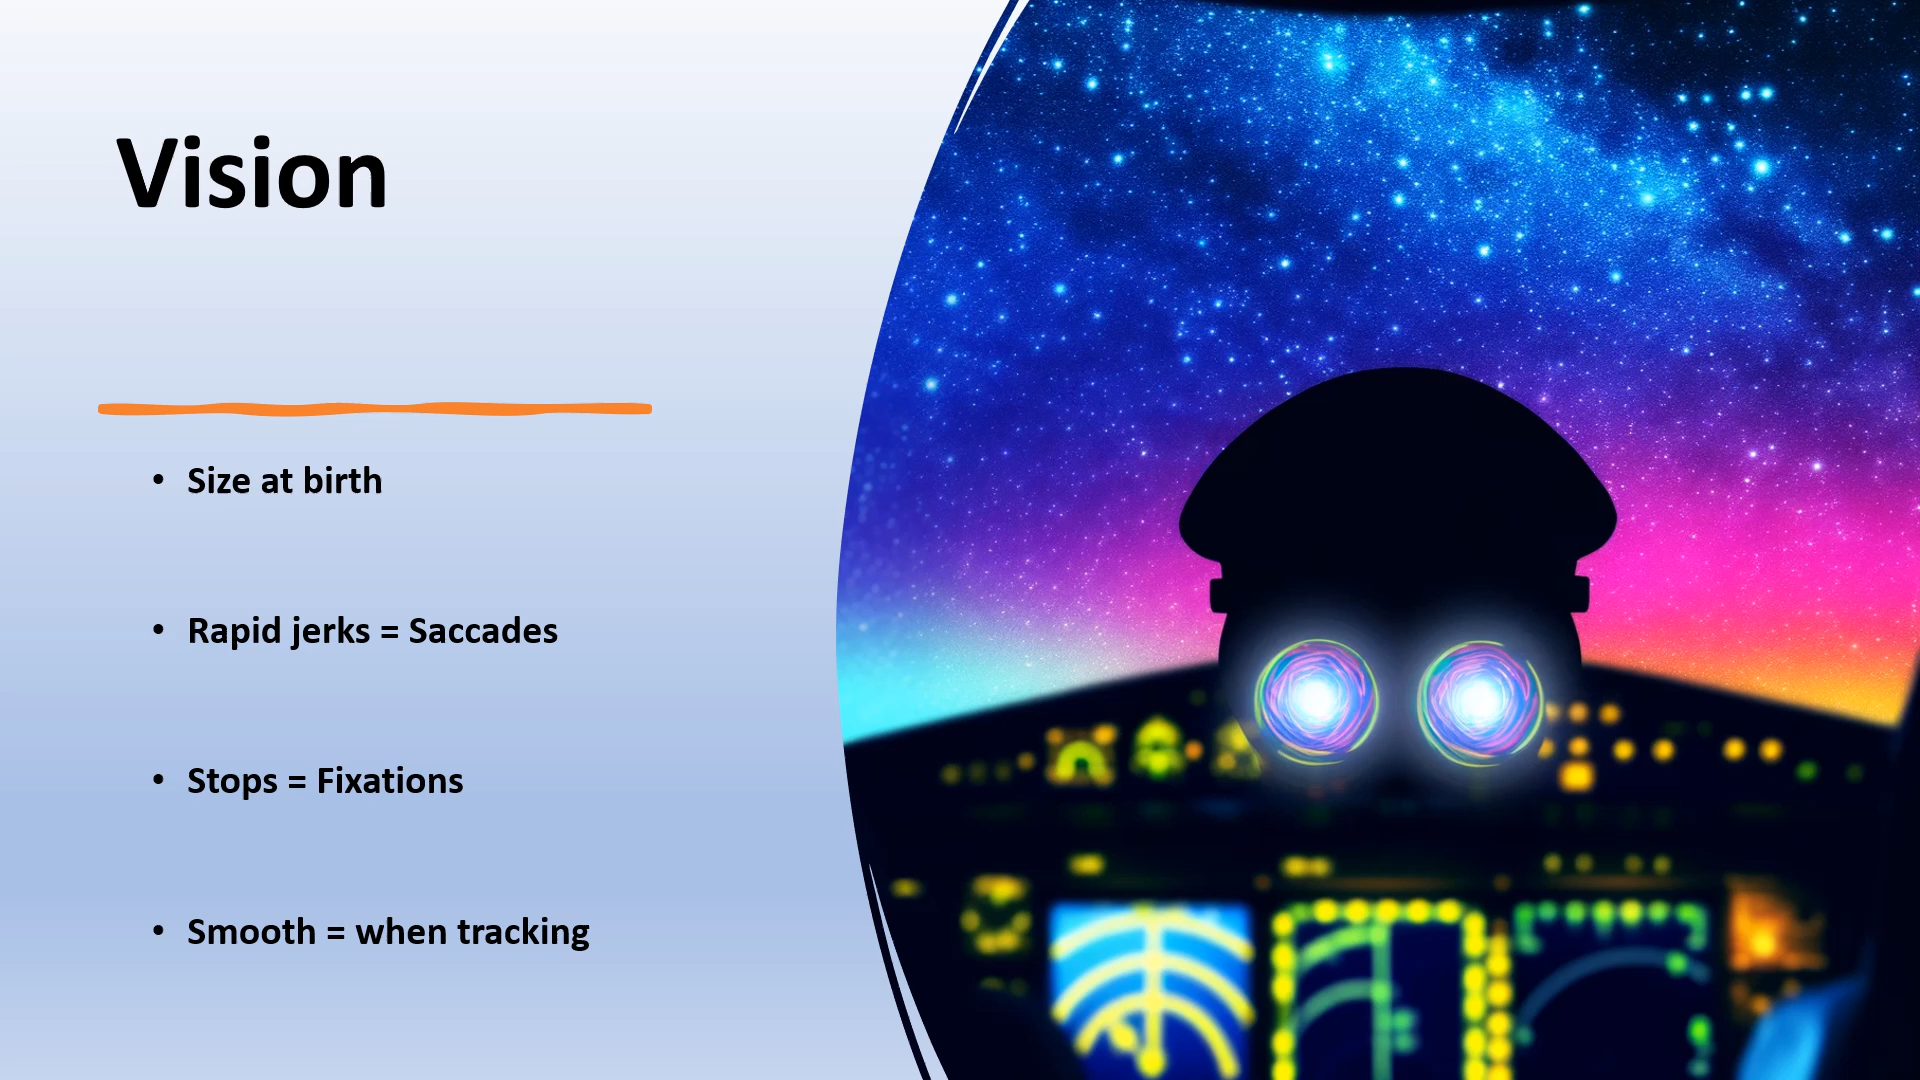 Vision
• Size at birth
• Rapid jerks = Saccades
• Stops = Fixations
• Smooth = when tracking